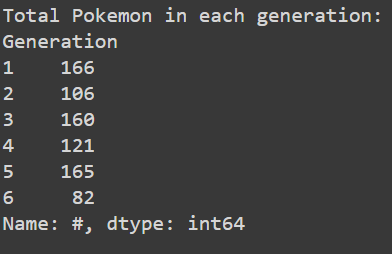 Total Pokemon in each generation:
Generation
1    166
2    106
3    160
4    121
5    165
6     82
Name: #, dtype: int64